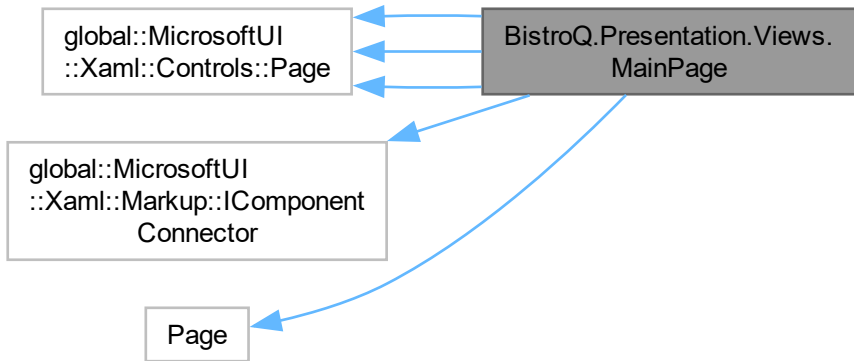 global::MicrosoftUI
::Xaml::Controls::Page
BistroQ.Presentation.Views.
MainPage
global::MicrosoftUI
::Xaml::Markup::IComponent
Connector
Page